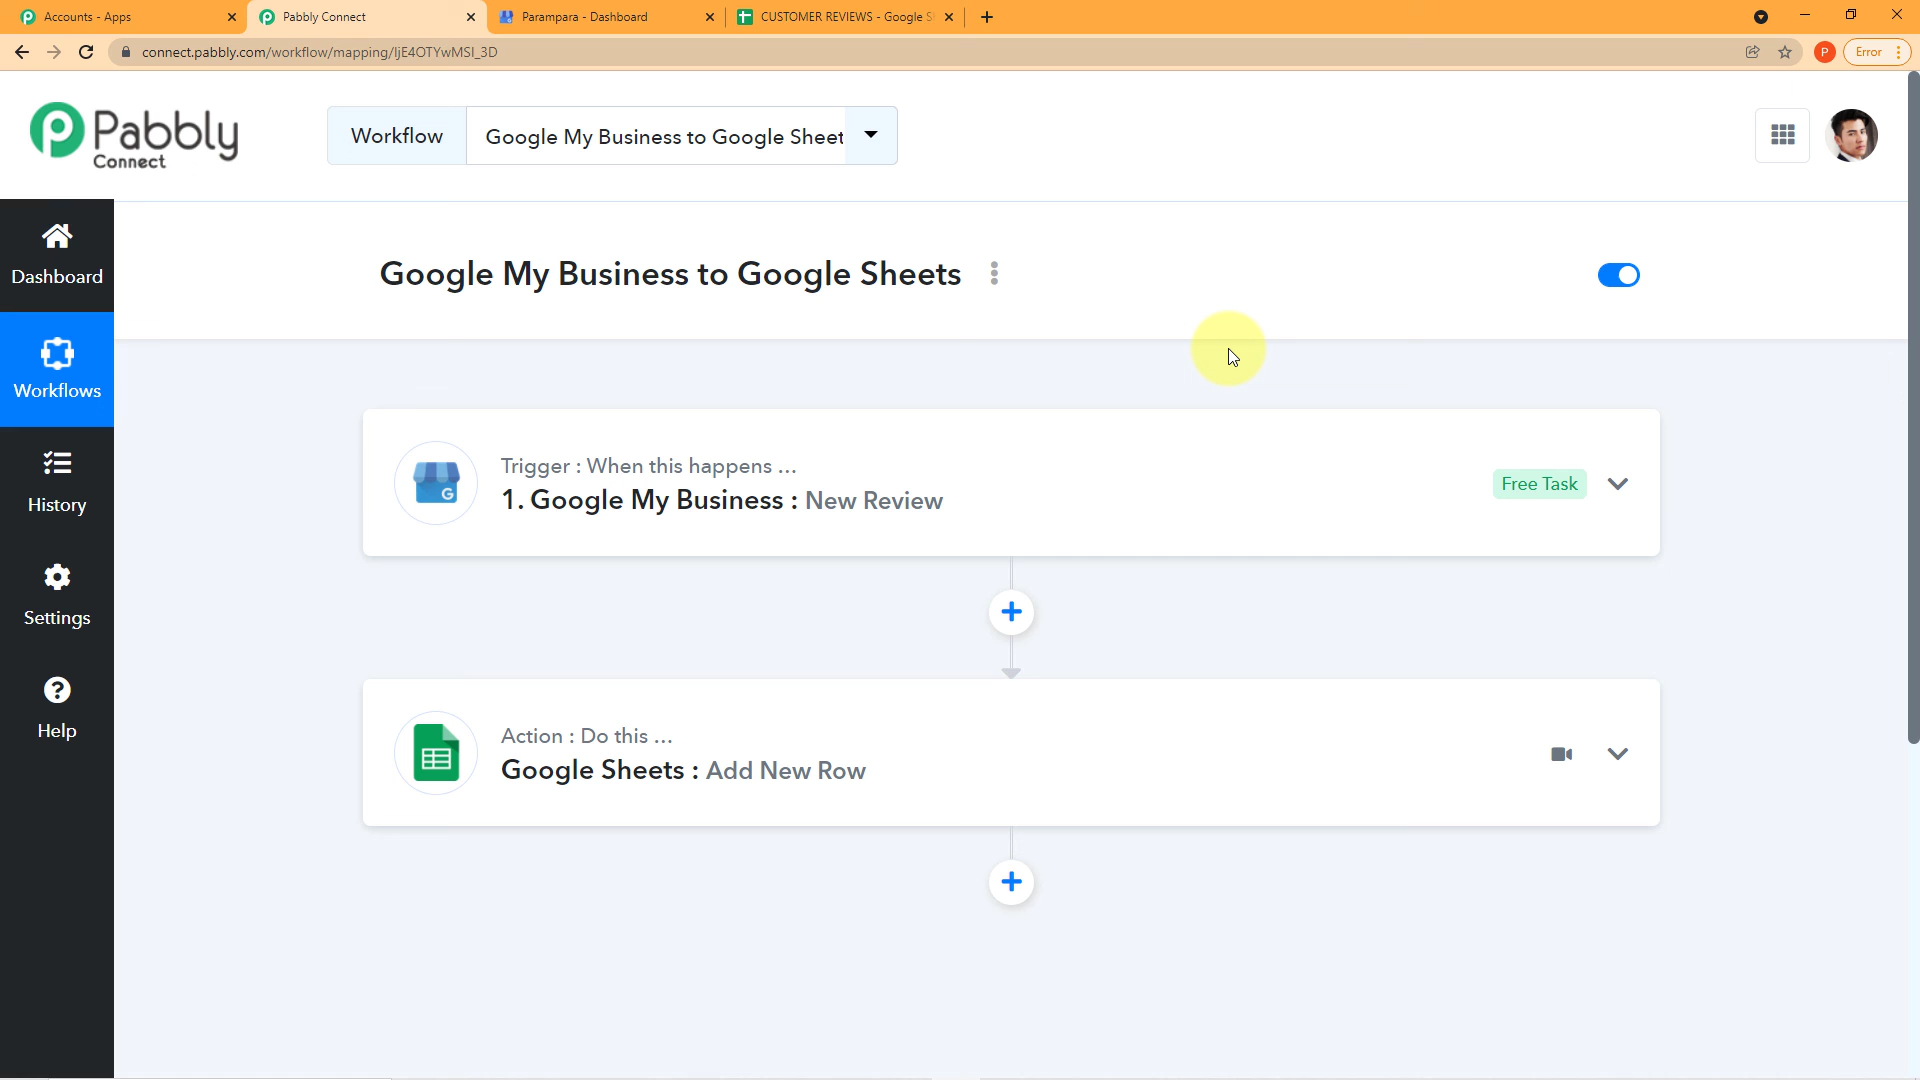 Accounts - Apps
Pabbly Connect
Parampara - Dashboard
CUSTOMER REVIEWS - Google S
connect.pabbly.com/workflow/mapping/IjE4OTYwMSI_3D
P
Error
Pabbly
Connect
Workflow
Google My Business to Google Sheet
Dashboard
Workflows
History
Settings
Help
Google My Business to Google Sheets
Trigger : When this happens ...
1. Google My Business : New Review
Free Task
Action : Do this ...
Google Sheets : Add New Row